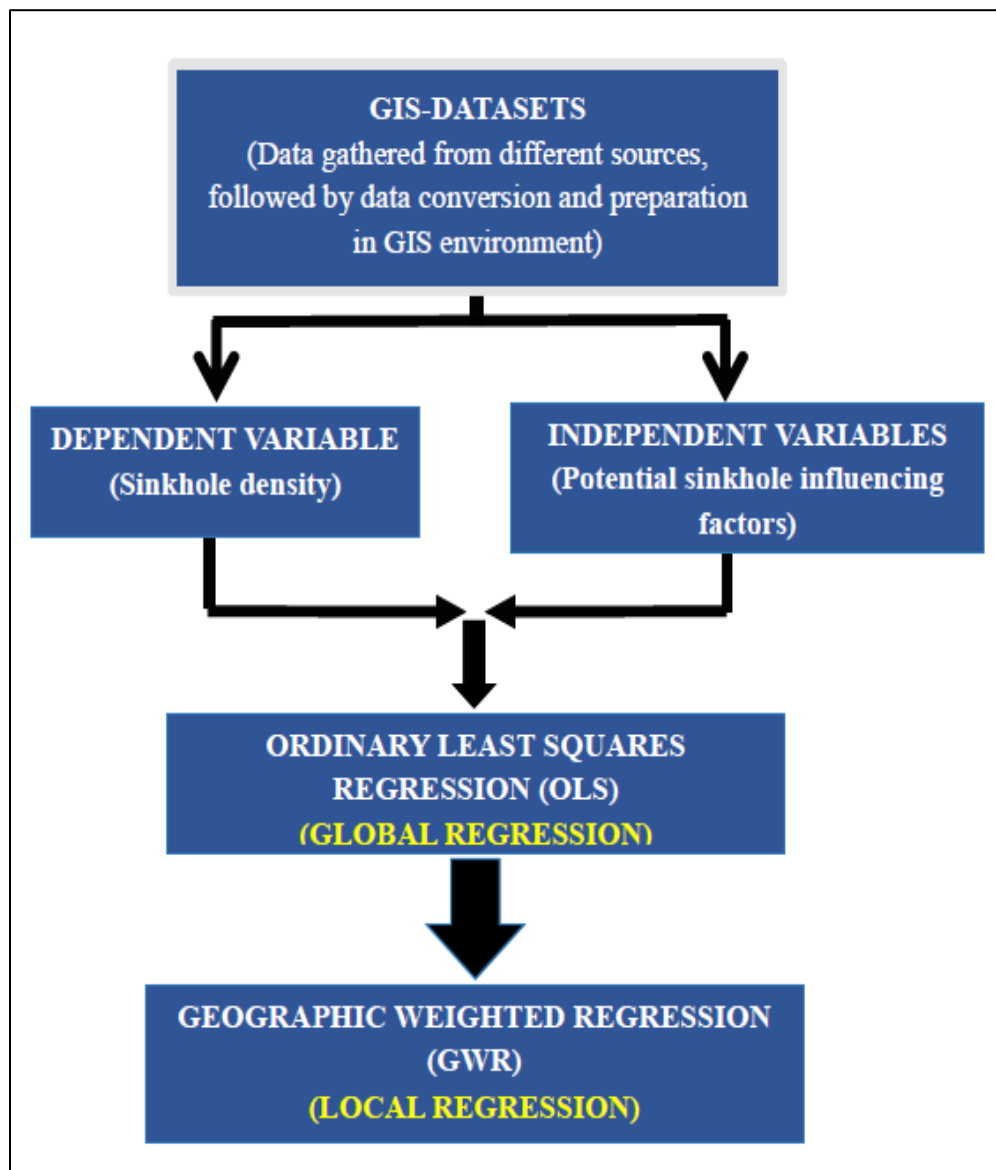 GIS-DATASETS
(Data gathered from different sources,
followed by data conversion and preparation
in GIS environment)
DEPENDENT VARIABLE
(Sinkhole density)
INDEPENDENT VARIABLES
(Potential sinkhole influencing
factors)
ORDINARY LEAST SQUARES
REGRESSION (OLS)
(GLOBAL REGRESSION)
GEOGRAPHIC WEIGHTED REGRESSION
(GWR)
(LOCAL REGRESSION)